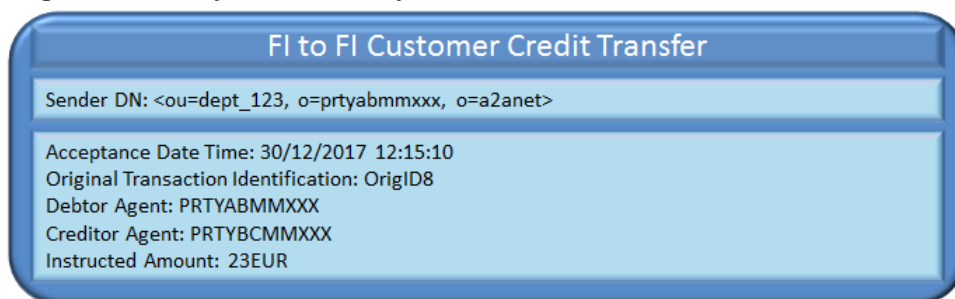 FI to FI Customer Credit Transfer
Sender DN: <ou=dept_123, o=prtyabmmxxx, o=a2anet>
Acceptance Date Time: 30/12/2017 12:15:10
Original Transaction Identification: OrigID8
Debtor Agent: PRTYABMMXXX
Creditor Agent: PRTYBCMMXXX
Instructed Amount: 23EUR